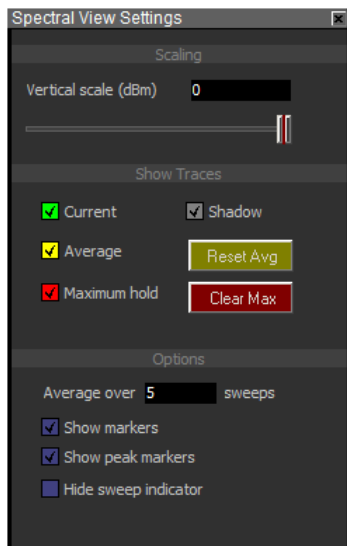 Spectral View Settings
Scaling
Vertical scale (dBm) 0
Show Traces
Current Shadow
Average Reset Avg
Maximum hold Clear Max
Options
Average over 5 sweeps
Show markers
Show peak markers
Hide sweep indicator